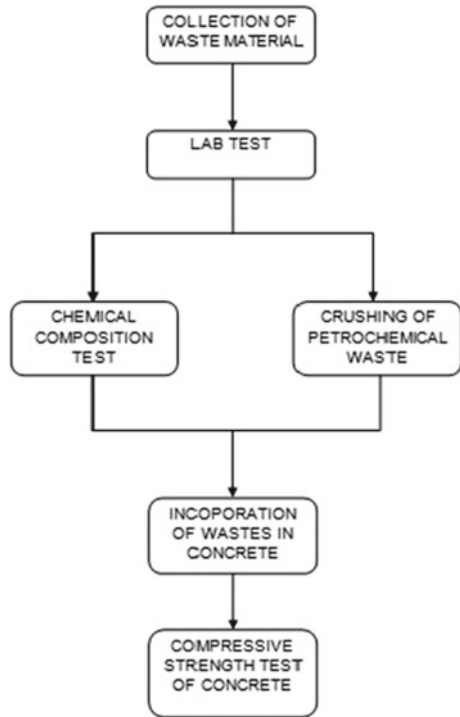 COLLECTION OF
WASTE MATERIAL
LAB TEST
CHEMICAL
COMPOSITION
TEST
CRUSHING OF
PETROCHEMICAL
WASTE
INCOPORATION
OF WASTES IN
CONCRETE
COMPRESSIVE
STRENGTH TEST
OF CONCRETE